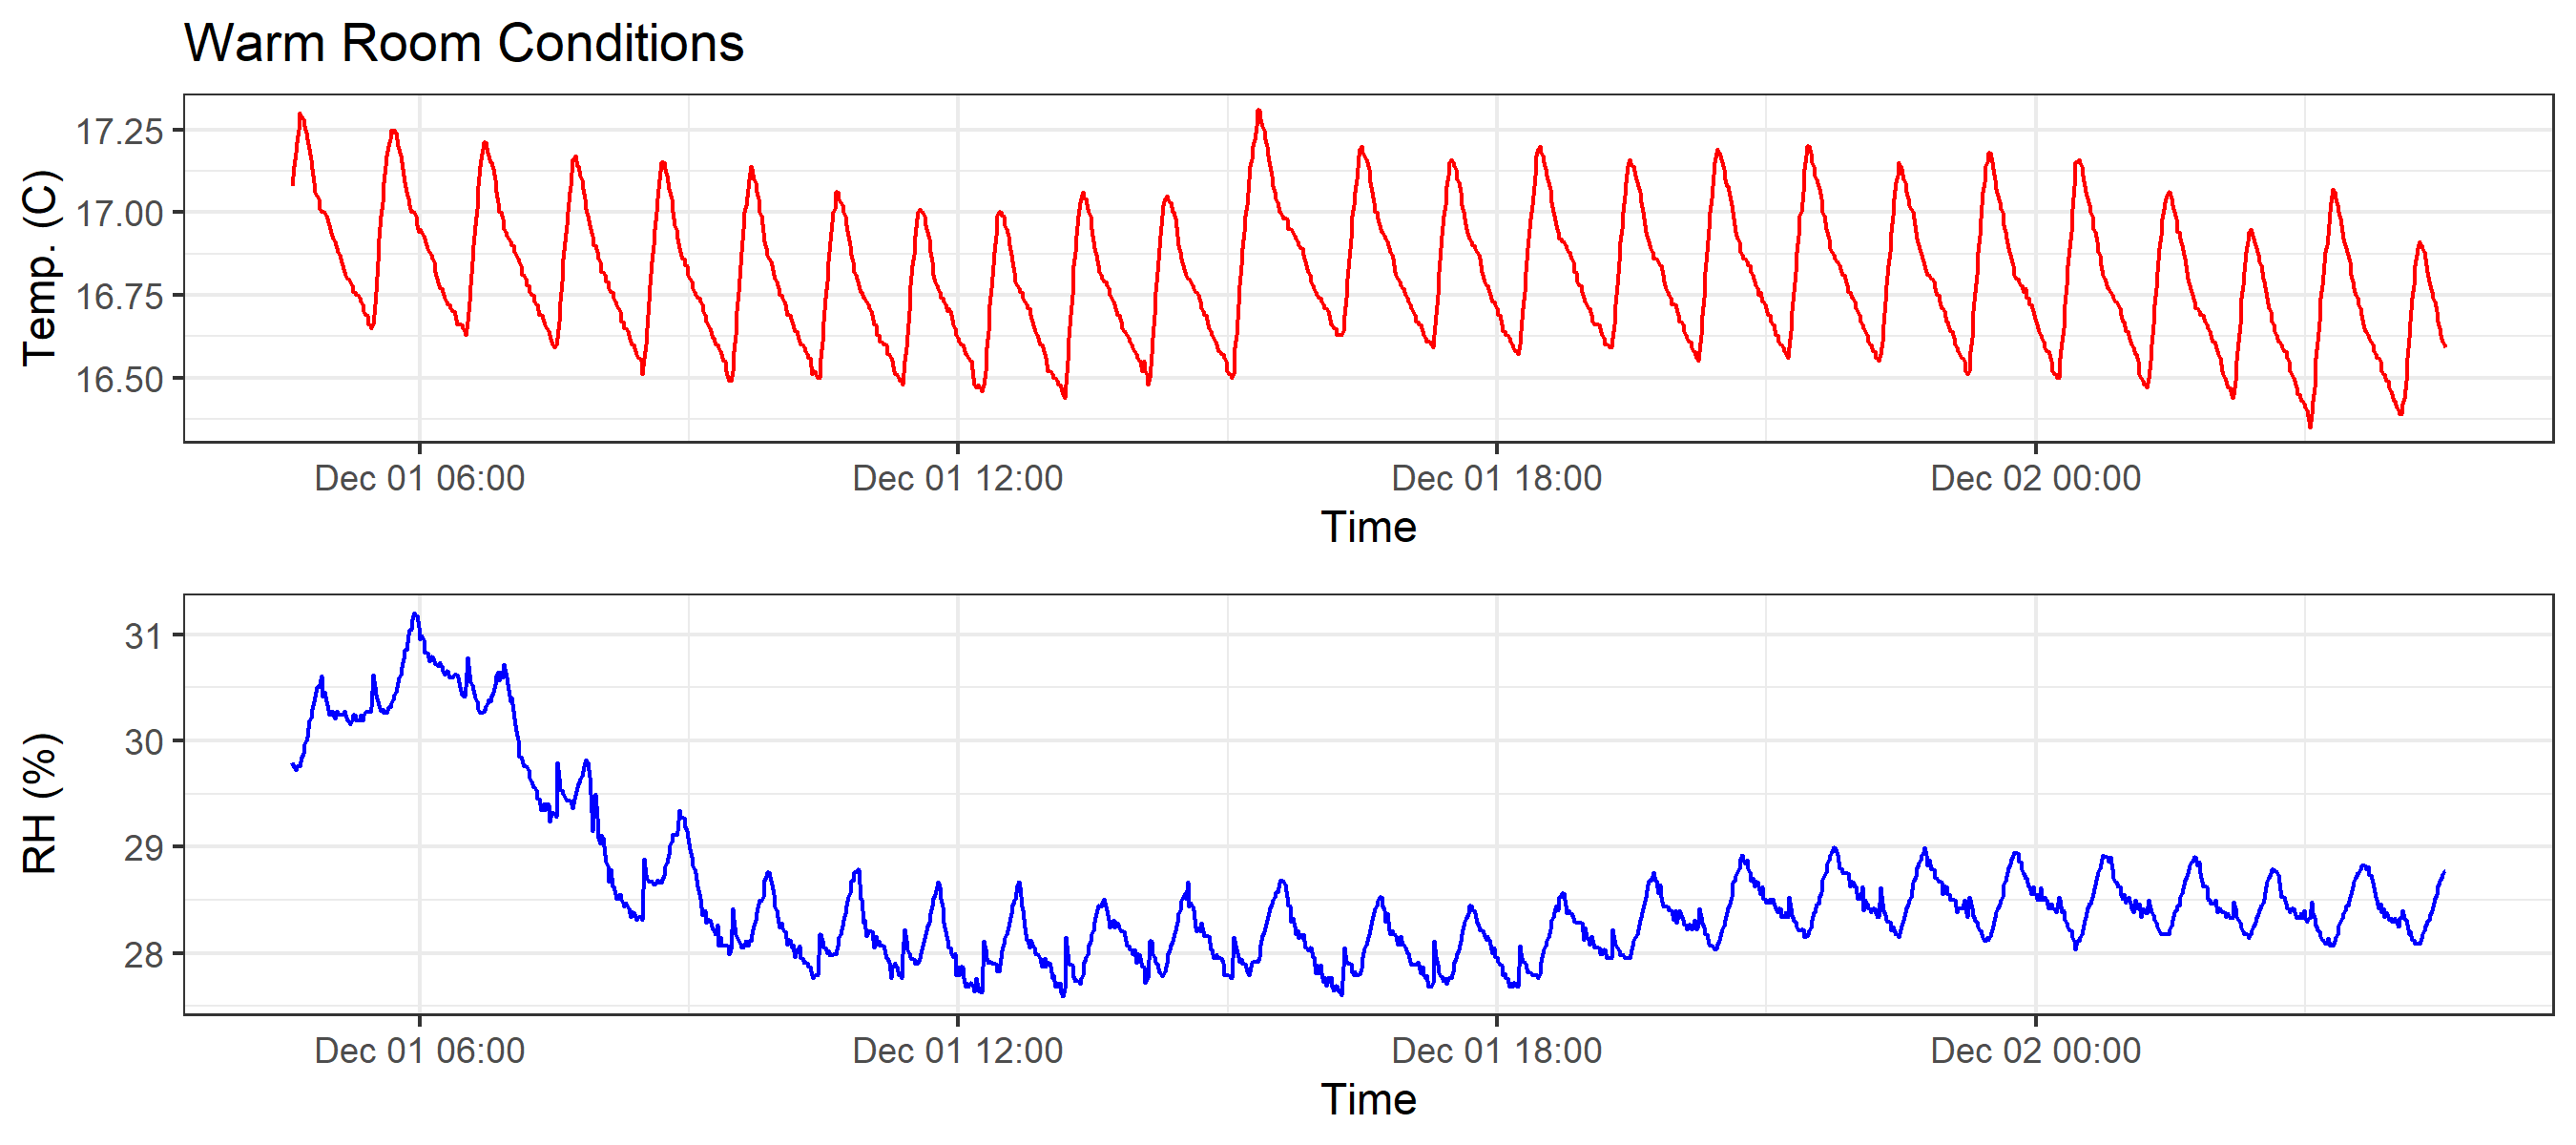 Warm Room Conditions
Temp. (C)
17.25
17.00
16.75
16.50
Dec 01 06:00 Dec 01 12:00 Dec 01 18:00 Dec 02 00:00
Time
RH (%)
31
30
29
28
Dec 01 06:00 Dec 01 12:00 Dec 01 18:00 Dec 02 00:00
Time